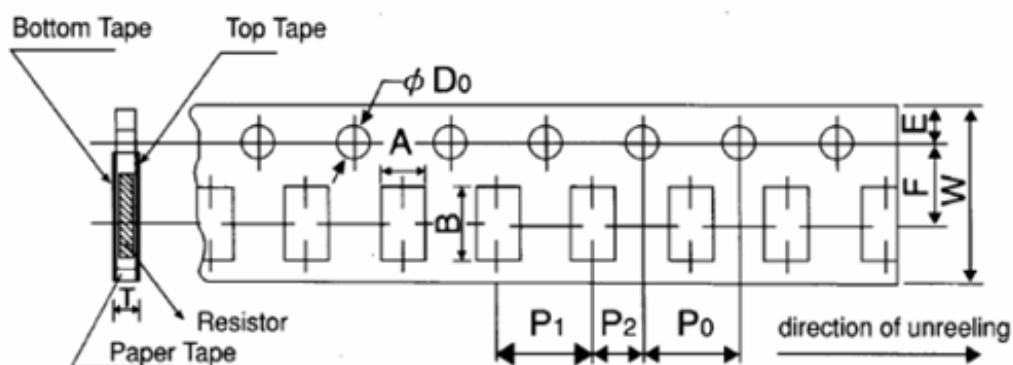 Bottom Tape
Top Tape
ϕ D0
A
B
E
F
W
T
Resistor
Paper Tape
P1
P2
P0
direction of unreeling